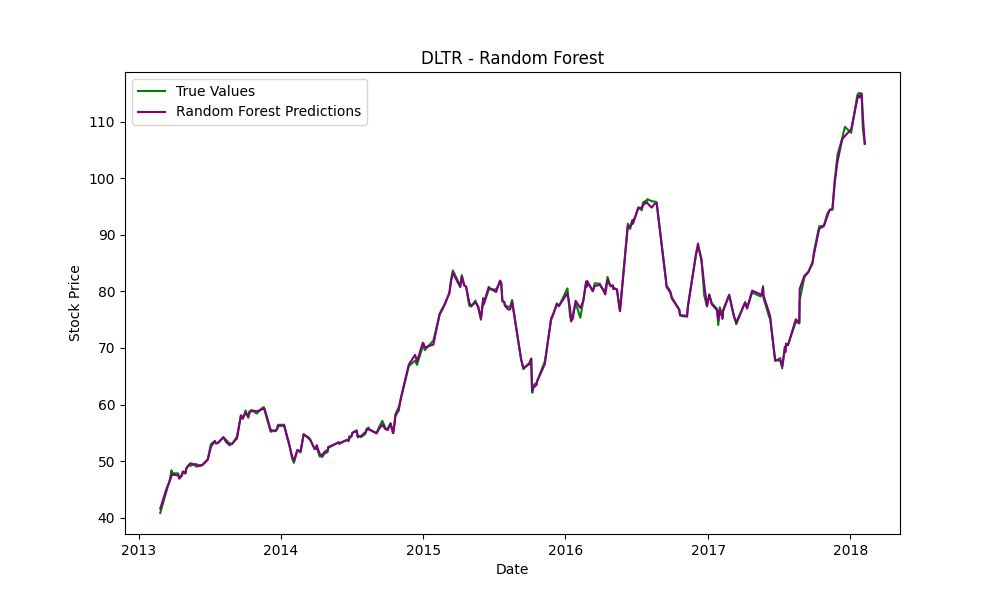 DLTR - Random Forest
True Values
Random Forest Predictions
Stock Price
110
100
90
80
70
60
50
40
2013
2014
2015
2016
2017
2018
Date